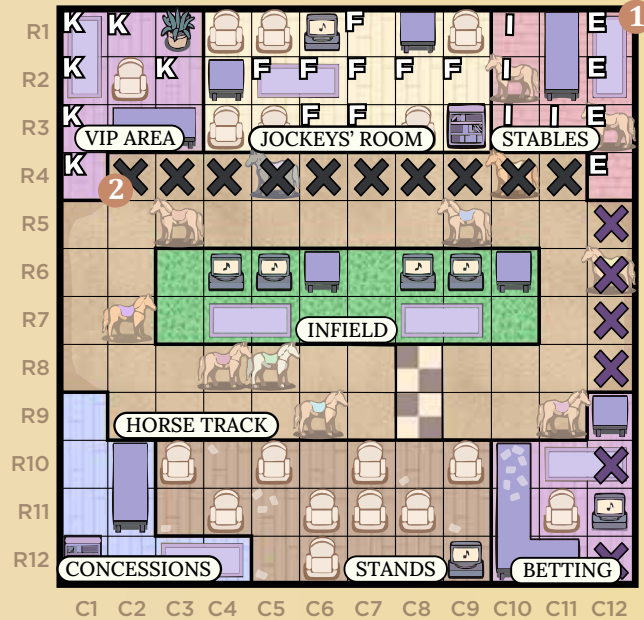 R1 K K F I E 1
R2 K K F F F F F I E
R3 K F F I I
VIP AREA JOCKEYS' ROOM STABLES
R4 K E
2
R5
R6
R7
INFIELD
R8
R9
HORSE TRACK
R10
R11
R12
CONCESSIONS STANDS BETTING
C1 C2 C3 C4 C5 C6 C7 C8 C9 C10 C11 C12